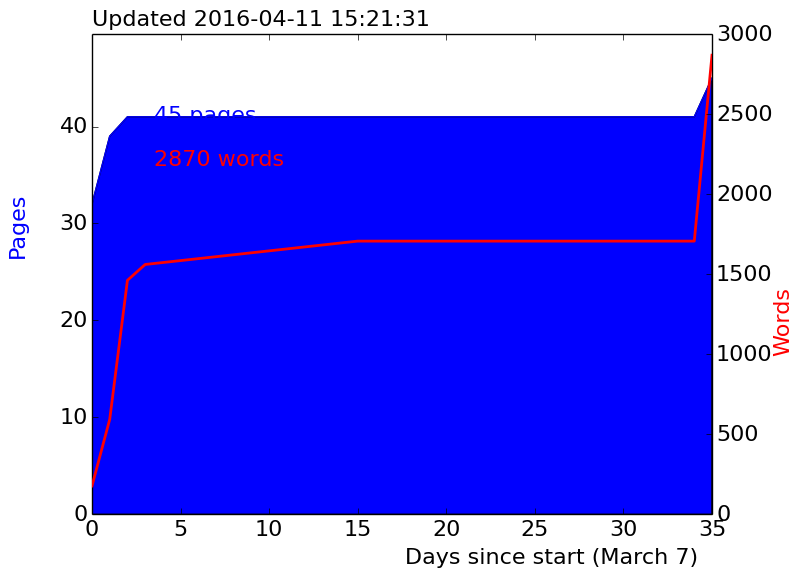 Updated 2016-04-11 15:21:31
3000
45 pages
2500
40
2870 words
2000
Pages
30
1500
20
Words
1000
10
500
0
0
0 5 10 15 20 25 30 35
Days since start (March 7)